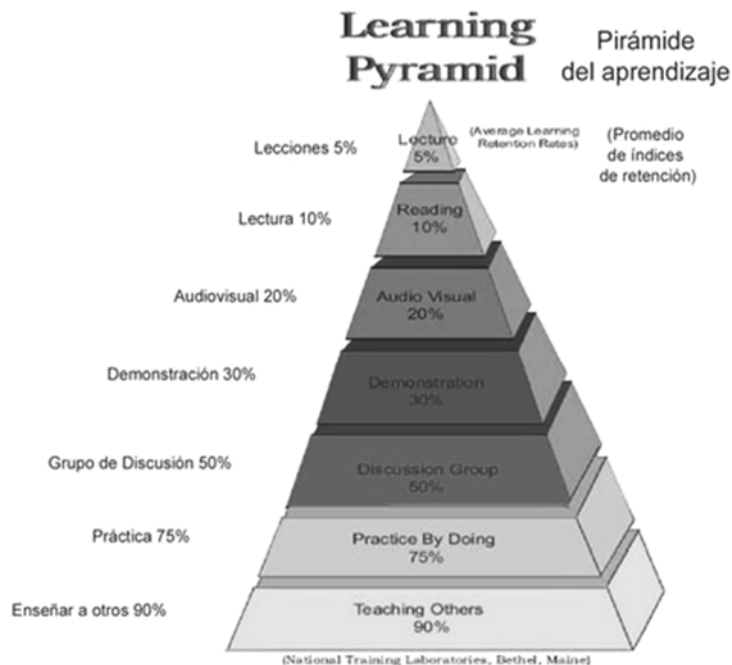 Learning
Pyramid
Pirámide
del aprendizaje
(Average Learning
Retention Rates)
(Promedio
de índices
de retención)
Lecciones 5%
Lecture
5%
Lectura 10%
Reading
10%
Audiovisual 20%
Audio Visual
20%
Demonstración 30%
Demonstration
30%
Grupo de Discusión 50%
Discussion Group
50%
Práctica 75%
Practice By Doing
75%
Enseñar a otros 90%
Teaching Others
90%
(National Training Laboratories, Bethel, Maine)